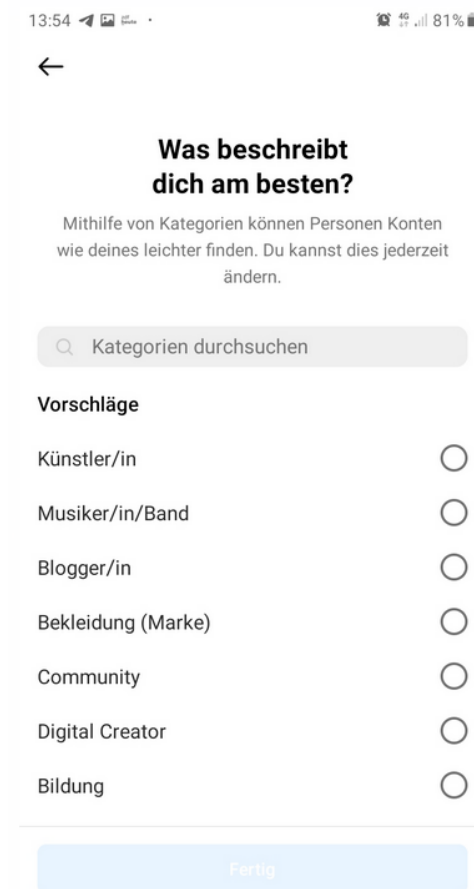 13:54
4G 81%
Was beschreibt
dich am besten?
Mithilfe von Kategorien können Personen Konten
wie deines leichter finden. Du kannst dies jederzeit
ändern.
Kategorien durchsuchen
Vorschläge
Künstler/in
Musiker/in/Band
Blogger/in
Bekleidung (Marke)
Community
Digital Creator
Bildung
Fertig